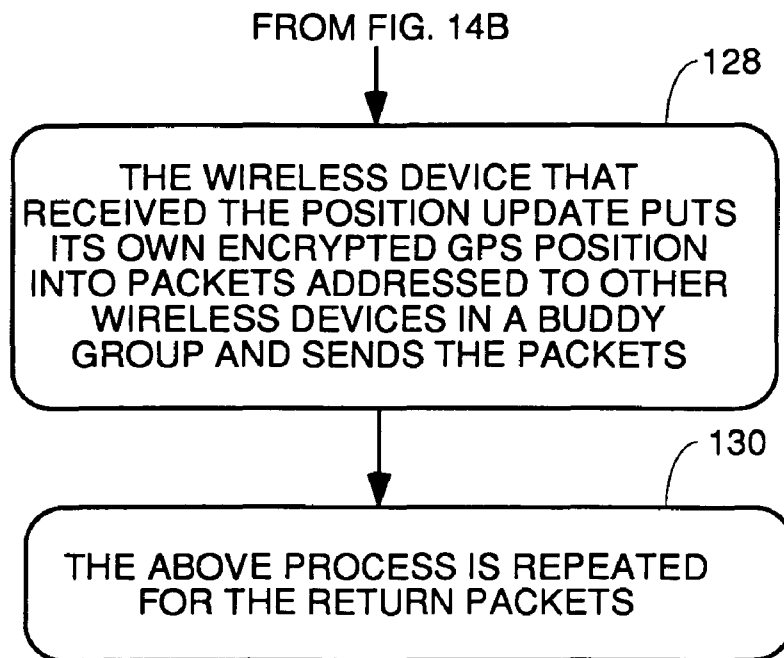 FROM FIG. 14B
128
THE WIRELESS DEVICE THAT
RECEIVED THE POSITION UPDATE PUTS
ITS OWN ENCRYPTED GPS POSITION
INTO PACKETS ADDRESSED TO OTHER
WIRELESS DEVICES IN A BUDDY
GROUP AND SENDS THE PACKETS
130
THE ABOVE PROCESS IS REPEATED
FOR THE RETURN PACKETS